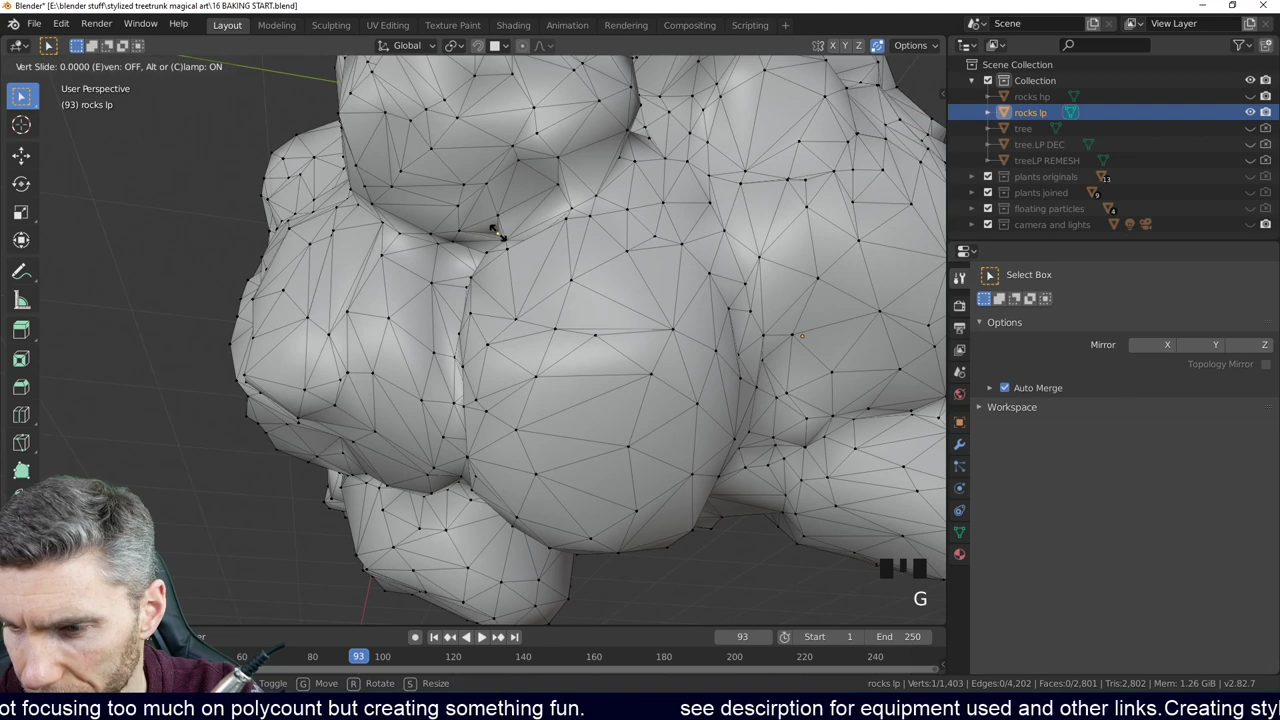 Blender* [E:\blender stuff\stylized treetrunk magical art\16 BAKING START.blend]
File Edit Render Window Help Layout Modeling Sculpting UV Editing Texture Paint Shading Animation Rendering Compositing Scripting + Scene View Layer
Global X Y Z Options
Vert Slide: 0.0000 (E)ven: OFF, Alt or (C)lamp: ON
User Perspective
(93) rocks lp
Scene Collection
Collection
rocks hp
rocks lp
tree
tree.LP DEC
treeLP REMESH
plants originals 13
plants joined 9
floating particles 4
camera and lights
Select Box
Options
Mirror X Y Z
Topology Mirror
Auto Merge
Workspace
G
93 Start 1 End 250
60 80 93 100 120 140 160 180 200 220 240
Toggle G Move R Rotate S Resize
rocks lp | Verts:1/1,403 | Edges:0/4,202 | Faces:0/2,801 | Tris:2,802 | Mem: 1.26 GiB | v2.82.7
ot focusing too much on polycount but creating something fun. see descirption for equipment used and other links.Creating sty